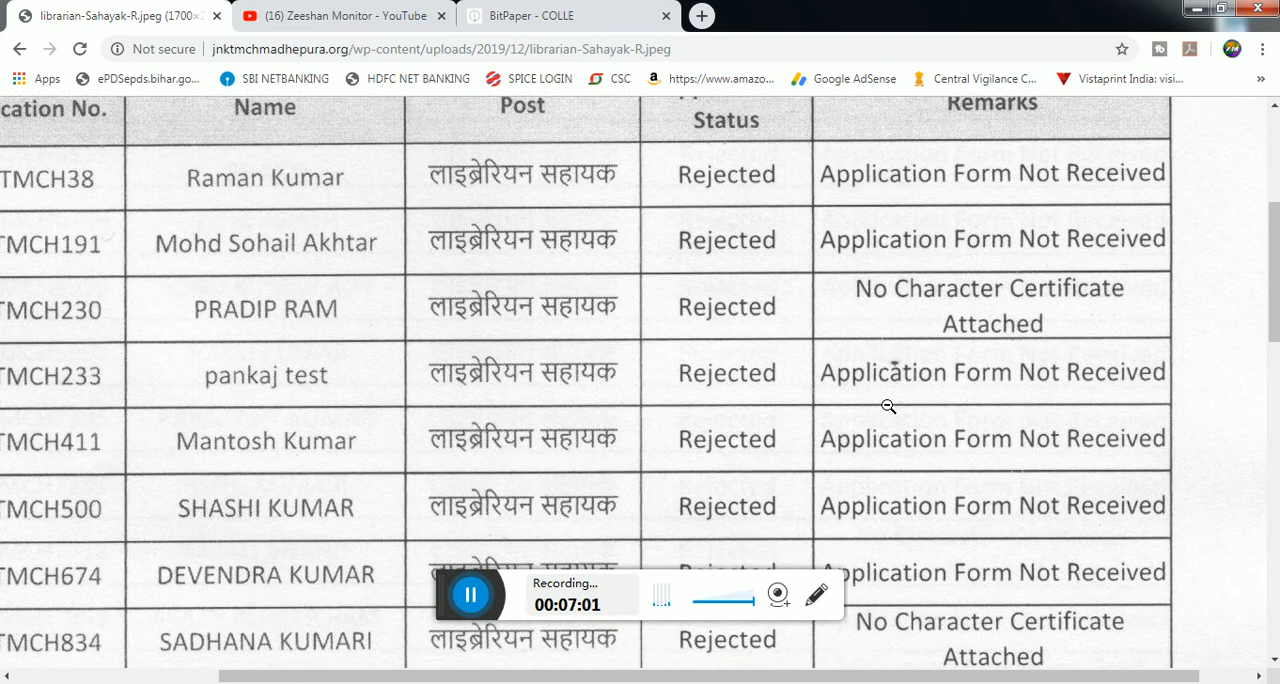 librarian-Sahayak-R.jpeg (1700×2
(16) Zeeshan Monitor - YouTube
BitPaper - COLLE
Not secure
jnktmchmadhepura.org/wp-content/uploads/2019/12/librarian-Sahayak-R.jpeg
Apps
ePDSepds.bihar.go...
SBI NETBANKING
HDFC NET BANKING
SPICE LOGIN
CSC
https://www.amazo...
Google AdSense
Central Vigilance C...
Vistaprint India: visi...
»
cation No. Name Post Status Remarks
TMCH38 Raman Kumar लाइब्रेरियन सहायक Rejected Application Form Not Received
TMCH191 Mohd Sohail Akhtar लाइब्रेरियन सहायक Rejected Application Form Not Received
TMCH230 PRADIP RAM लाइब्रेरियन सहायक Rejected No Character Certificate
Attached
TMCH233 pankaj test लाइब्रेरियन सहायक Rejected Application Form Not Received
TMCH411 Mantosh Kumar लाइब्रेरियन सहायक Rejected Application Form Not Received
TMCH500 SHASHI KUMAR लाइब्रेरियन सहायक Rejected Application Form Not Received
TMCH674 DEVENDRA KUMAR Application Form Not Received
Recording...
00:07:01
TMCH834 SADHANA KUMARI लाइब्रेरियन सहायक Rejected No Character Certificate
Attached